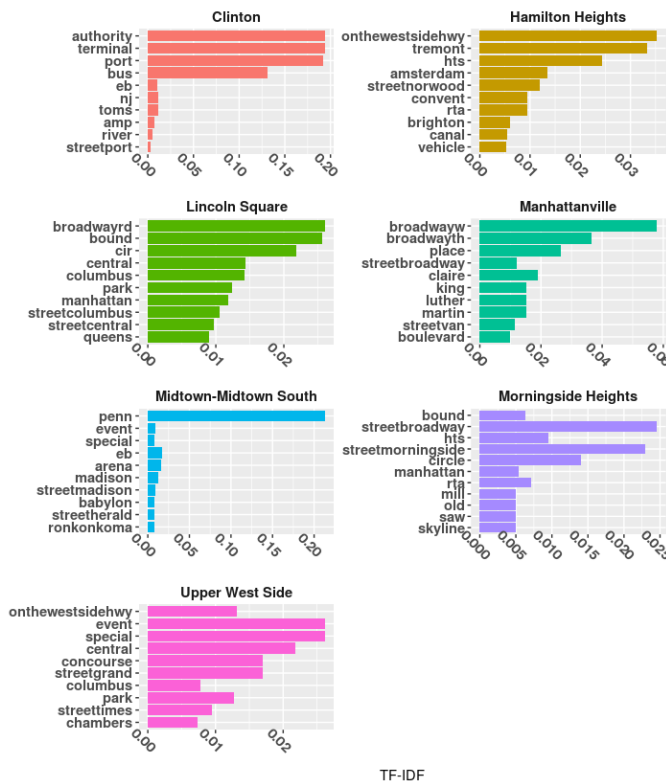 Clinton
authority
terminal
port
bus
eb
nj
toms
amp
river
streetport
0.00 0.05 0.10 0.15 0.20
Hamilton Heights
onthewestsidehwy
tremont
hts
amsterdam
streetnorwood
convent
rta
brighton
canal
vehicle
0.00 0.01 0.02 0.03
Lincoln Square
broadwayrd
bound
cir
central
columbus
park
manhattan
streetcolumbus
streetcentral
queens
0.00 0.01 0.02
Manhattanville
broadwayw
broadwayth
place
streetbroadway
claire
king
luther
martin
streetvan
boulevard
0.00 0.02 0.04 0.06
Midtown-Midtown South
penn
event
special
eb
arena
madison
streetmadison
babylon
streetherald
ronkonkoma
0.00 0.05 0.10 0.15 0.20
Morningside Heights
bound
streetbroadway
hts
streetmorningside
circle
manhattan
rta
mill
old
saw
skyline
0.000 0.005 0.010 0.015 0.020 0.025
Upper West Side
onthewestsidehwy
event
special
central
concourse
streetgrand
columbus
park
streettimes
chambers
0.00 0.01 0.02
TF-IDF